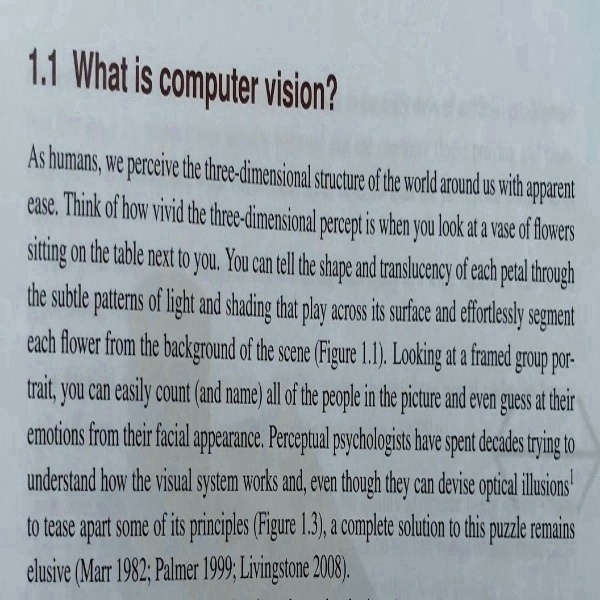 1.1 What is computer vision?
As humans, we perceive the three-dimensional structure of the world around us with apparent
ease. Think of how vivid the three-dimensional percept is when you look at a vase of flowers
sitting on the table next to you. You can tell the shape and translucency of each petal through
the subtle patterns of light and shading that play across its surface and effortlessly segment
each flower from the background of the scene (Figure 1.1). Looking at a framed group por-
trait, you can easily count (and name) all of the people in the picture and even guess at their
emotions from their facial appearance. Perceptual psychologists have spent decades trying to
understand how the visual system works and, even though they can devise optical illusions¹
to tease apart some of its principles (Figure 1.3), a complete solution to this puzzle remains
elusive (Marr 1982; Palmer 1999; Livingstone 2008).